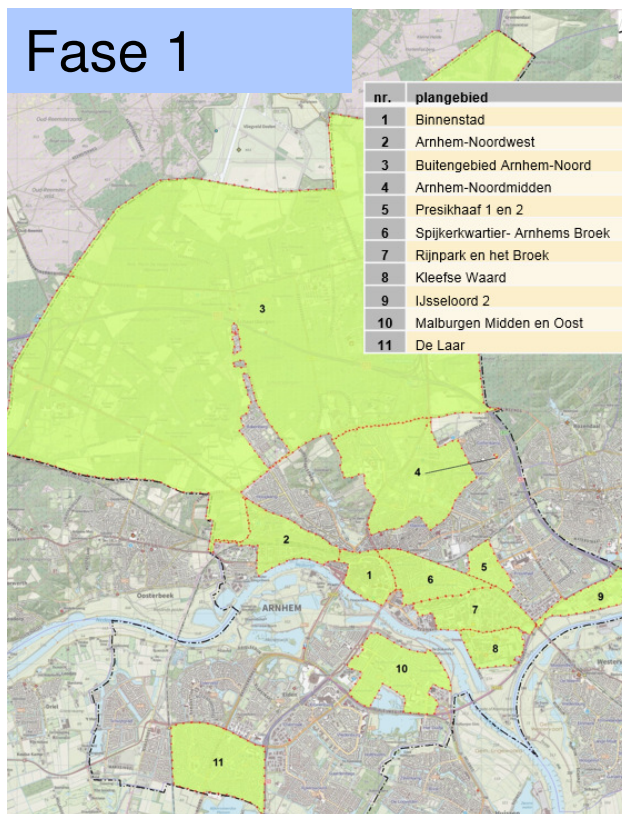 Fase 1
nr. plangebied
1 Binnenstad
2 Arnhem-Noordwest
3 Buitengebied Arnhem-Noord
4 Arnhem-Noordmidden
5 Presikhaaf 1 en 2
6 Spijkerkwartier- Arnhems Broek
7 Rijnpark en het Broek
8 Kleefse Waard
9 IJsseloord 2
10 Malburgen Midden en Oost
11 De Laar
3
4
2
1
6
5
9
7
8
10
11
Oosterbeek
ARNHEM